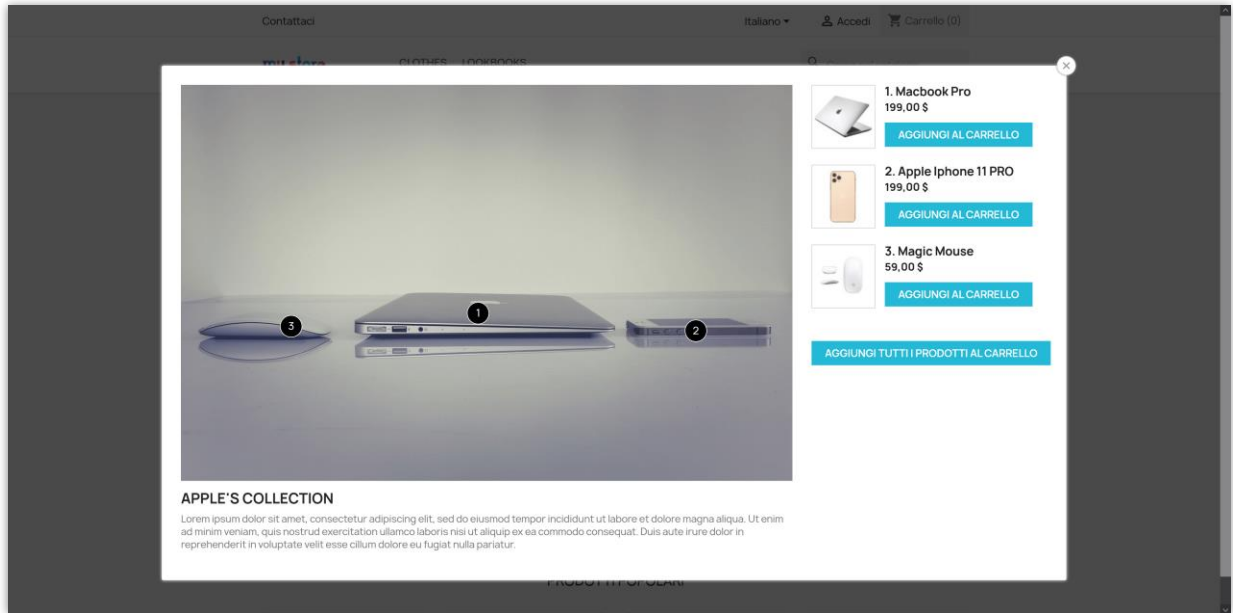 Contattaci
Italiano
Accedi
Carrello (0)
my store
CLOTHES LOOKBOOKS
1. Macbook Pro
199,00 $
AGGIUNGI AL CARRELLO
2. Apple Iphone 11 PRO
199,00 $
AGGIUNGI AL CARRELLO
3. Magic Mouse
59,00 $
AGGIUNGI AL CARRELLO
AGGIUNGI TUTTI I PRODOTTI AL CARRELLO
3
1
2
APPLE'S COLLECTION
Lorem ipsum dolor sit amet, consectetur adipiscing elit, sed do eiusmod tempor incididunt ut labore et dolore magna aliqua. Ut enim
ad minim veniam, quis nostrud exercitation ullamco laboris nisi ut aliquip ex ea commodo consequat. Duis aute irure dolor in
reprehenderit in voluptate velit esse cillum dolore eu fugiat nulla pariatur.
PRODOTTI POPOLARI